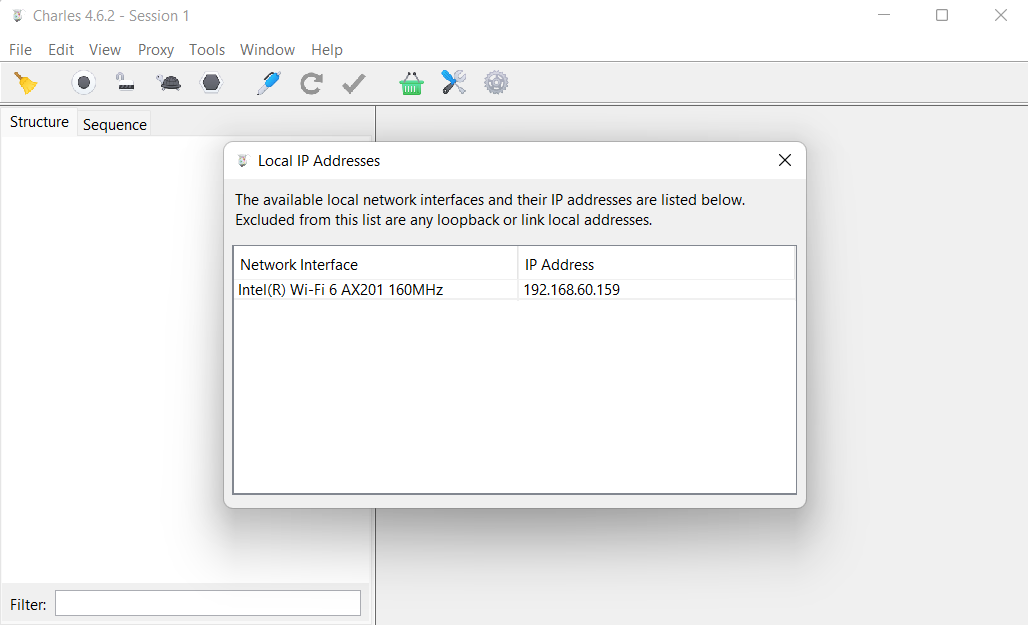 Charles 4.6.2 - Session 1
File Edit View Proxy Tools Window Help
Structure Sequence
Local IP Addresses
The available local network interfaces and their IP addresses are listed below.
Excluded from this list are any loopback or link local addresses.
Network Interface IP Address
Intel(R) Wi-Fi 6 AX201 160MHz 192.168.60.159
Filter: